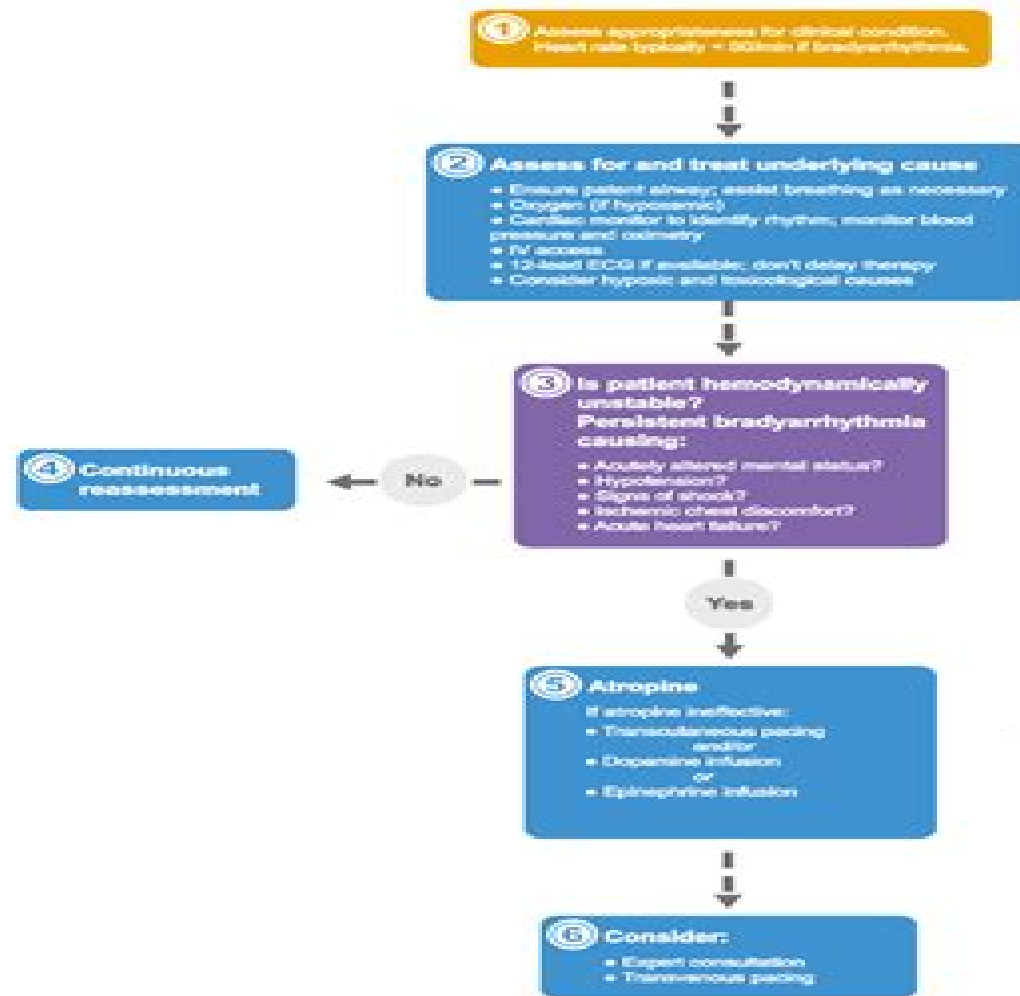 1 Assess appropriateness for clinical condition.
Heart rate typically < 50/min if bradyarrhythmia.
2 Assess for and treat underlying cause
• Ensure patent airway; assist breathing as necessary
• Oxygen (if hypoxemic)
• Cardiac monitor to identify rhythm; monitor blood
pressure and oximetry
• IV access
• 12-lead ECG if available; don't delay therapy
• Consider hypoxic and toxicological causes
3 Is patient hemodynamically
unstable?
Persistent bradyarrhythmia
causing:
• Acutely altered mental status?
• Hypotension?
• Signs of shock?
• Ischemic chest discomfort?
• Acute heart failure?
No
4 Continuous
reassessment
Yes
5 Atropine
If atropine ineffective:
• Transcutaneous pacing
and/or
• Dopamine infusion
or
• Epinephrine infusion
6 Consider:
• Expert consultation
• Transvenous pacing